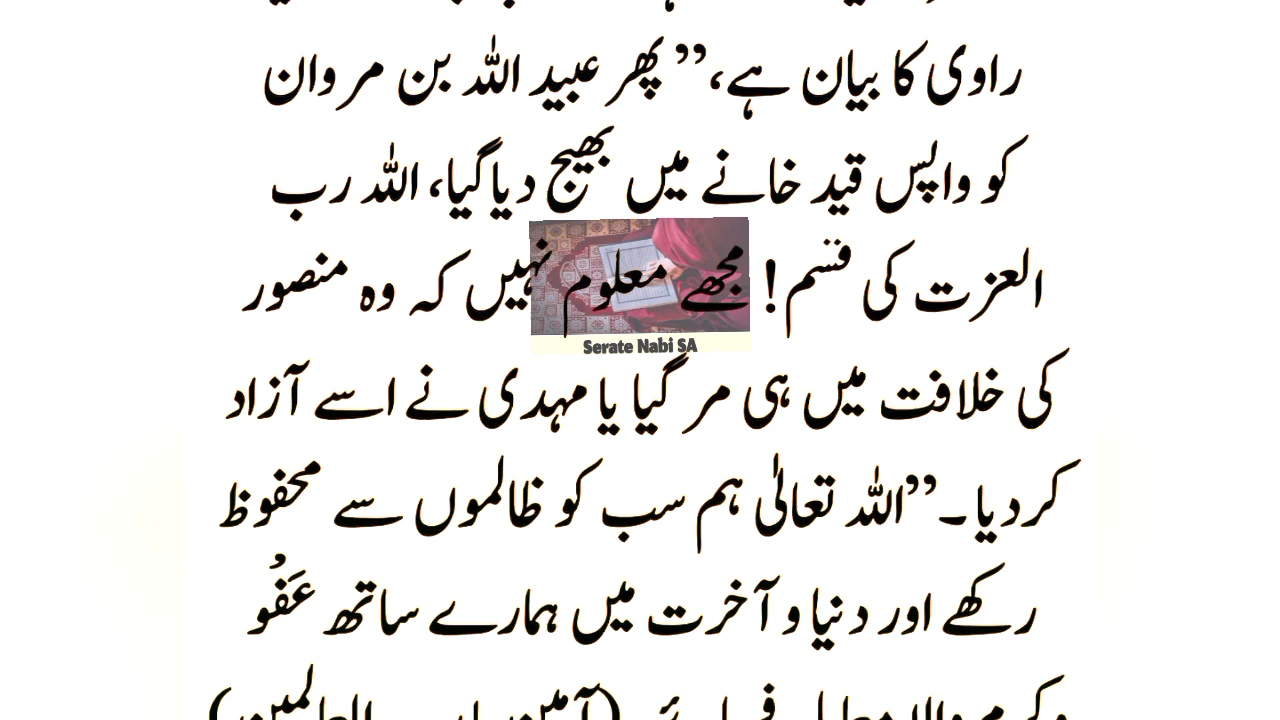 راوی کا بیان ہے،’’ پھر عبید اللہ بن مروان
کو واپس قید خانے میں بھیج دیا گیا، اللہ رب
العزت کی قسم! مجھے معلوم نہیں کہ وہ منصور
Serate Nabi SA
کی خلافت میں ہی مر گیا یا مہدی نے اسے آزاد
کردیا۔’’اللہ تعالیٰ ہم سب کو ظالموں سے محفوظ
رکھے اور دنیا و آخرت میں ہمارے ساتھ عَفْو